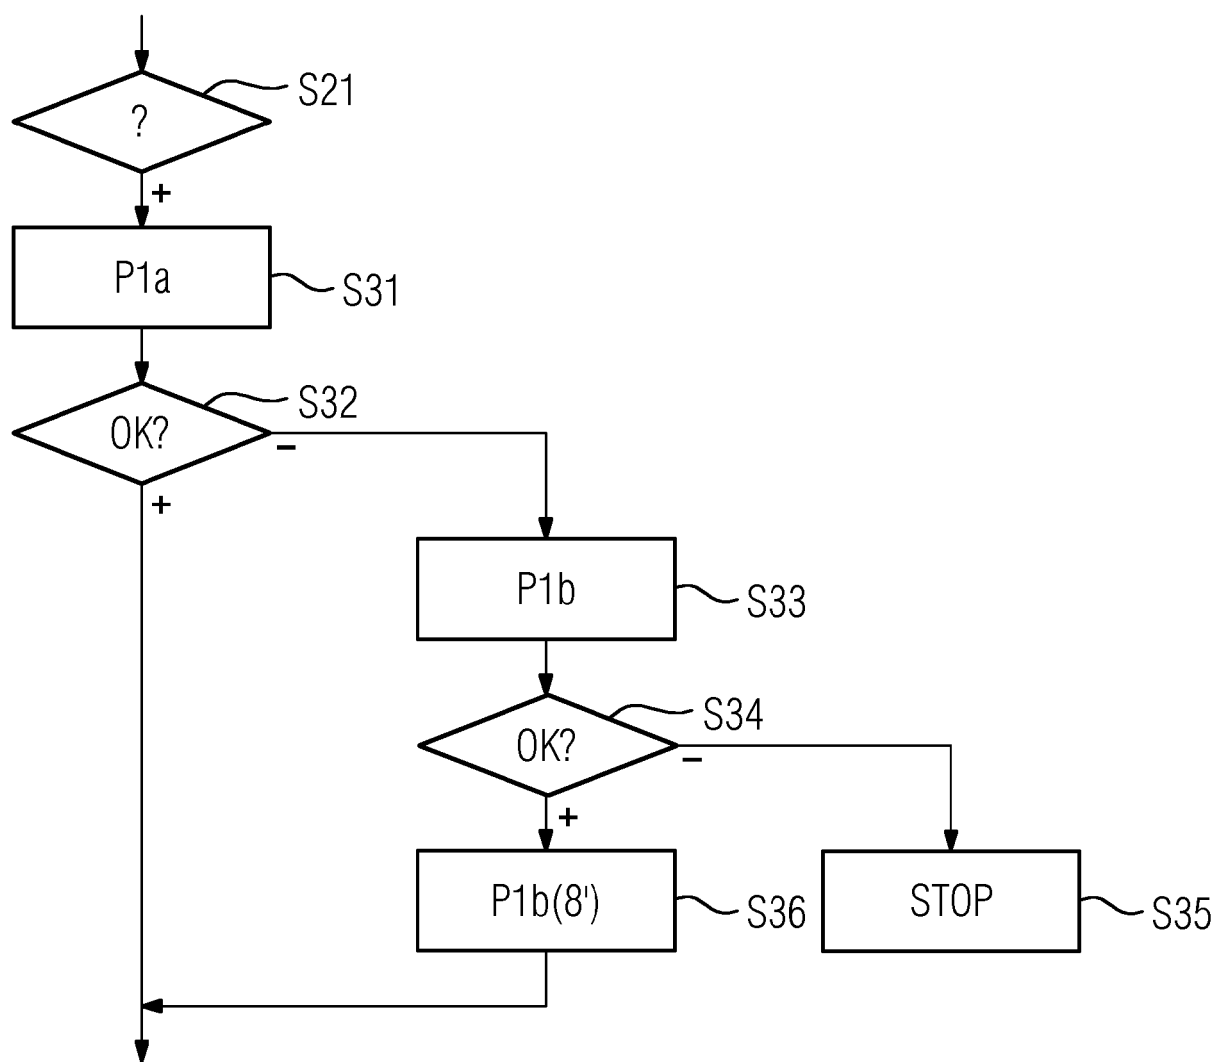 S21
?
+
P1a
S31
S32
OK?
−
+
P1b
S33
S34
OK?
−
+
P1b(8')
S36
STOP
S35